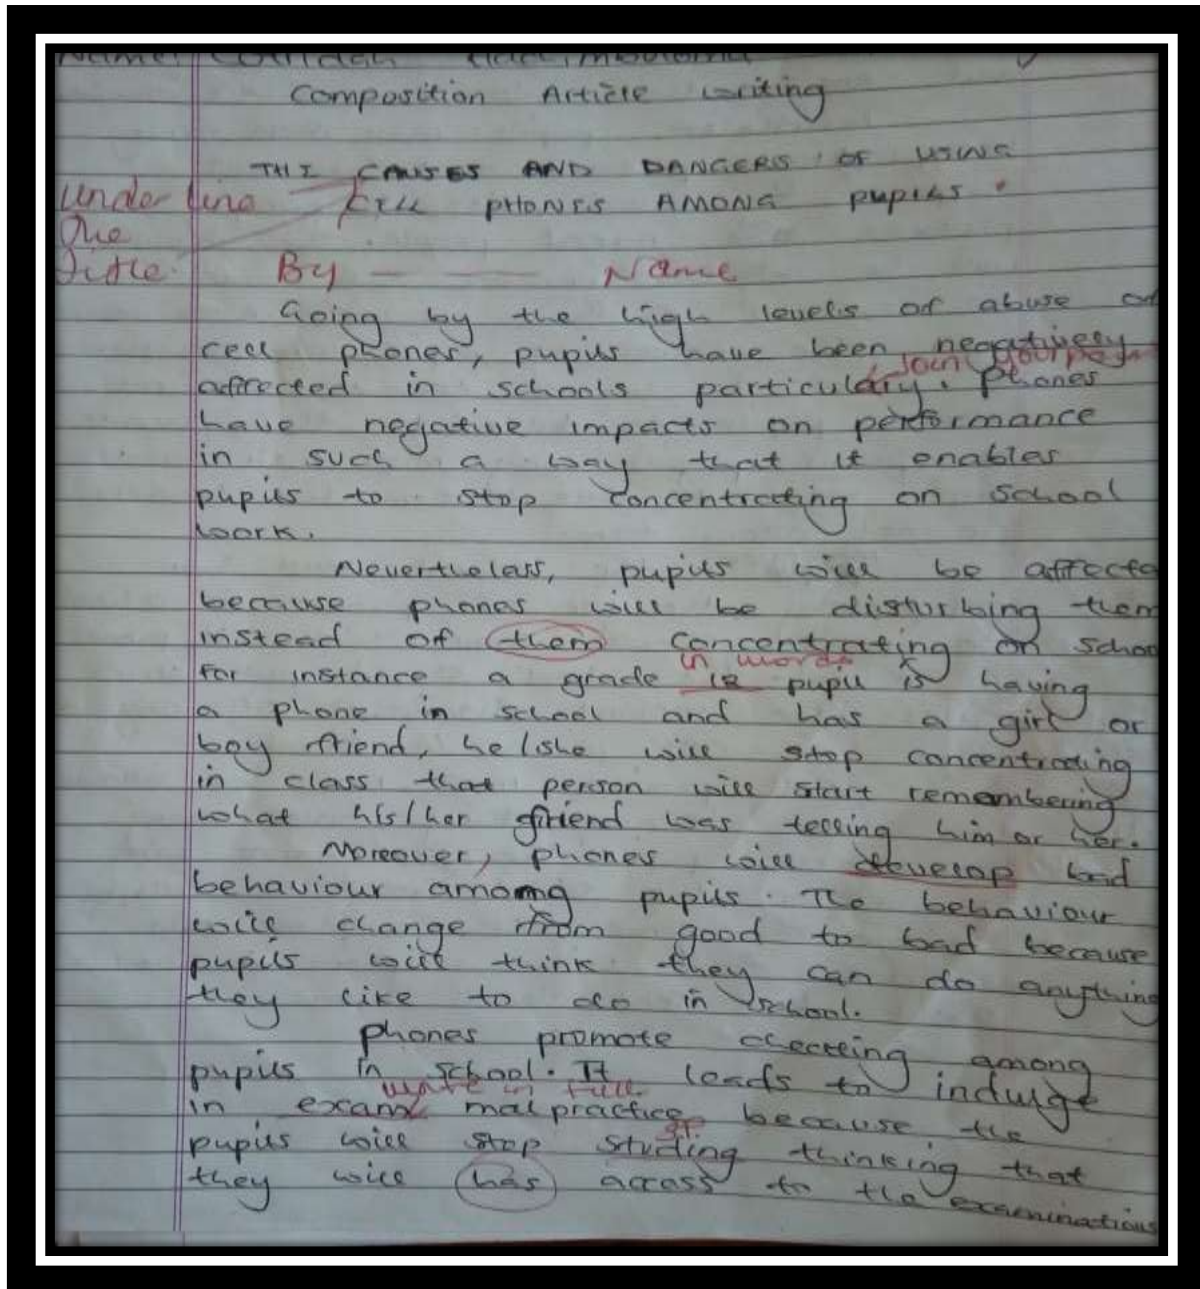 Name:
Composition Article writing
THE CAUSES AND DANGERS OF USING
Underline CELL PHONES AMONG pupils
The
Title. By - — Name
Going by the high levels of abuse of
cell phones, pupils have been negatively
join your
affected in schools particulary. Phones
have negative impacts on performance
in such a way that it enables
pupils to stop concentrating on school
work.
Nevertheless, pupils will be affecte
because phones will be disturbing them
instead of them concentrating on schoo
in words
for instance a grade 12 pupil is having
a phone in school and has a girl or
boy friend, he/she will stop concentrating
in class that person will start remembering
what his/her friend was telling him or her.
Moreover, phones will develop bad
behaviour among pupils. The behaviour
will change from good to bad because
pupils will think they can do anything
they like to do in school.
phones promote cheating among
pupils in school. It leads to indulge
write in full
in exam malpractice because the
sp.
pupils will stop studing thinking that
they will has access to the examinations